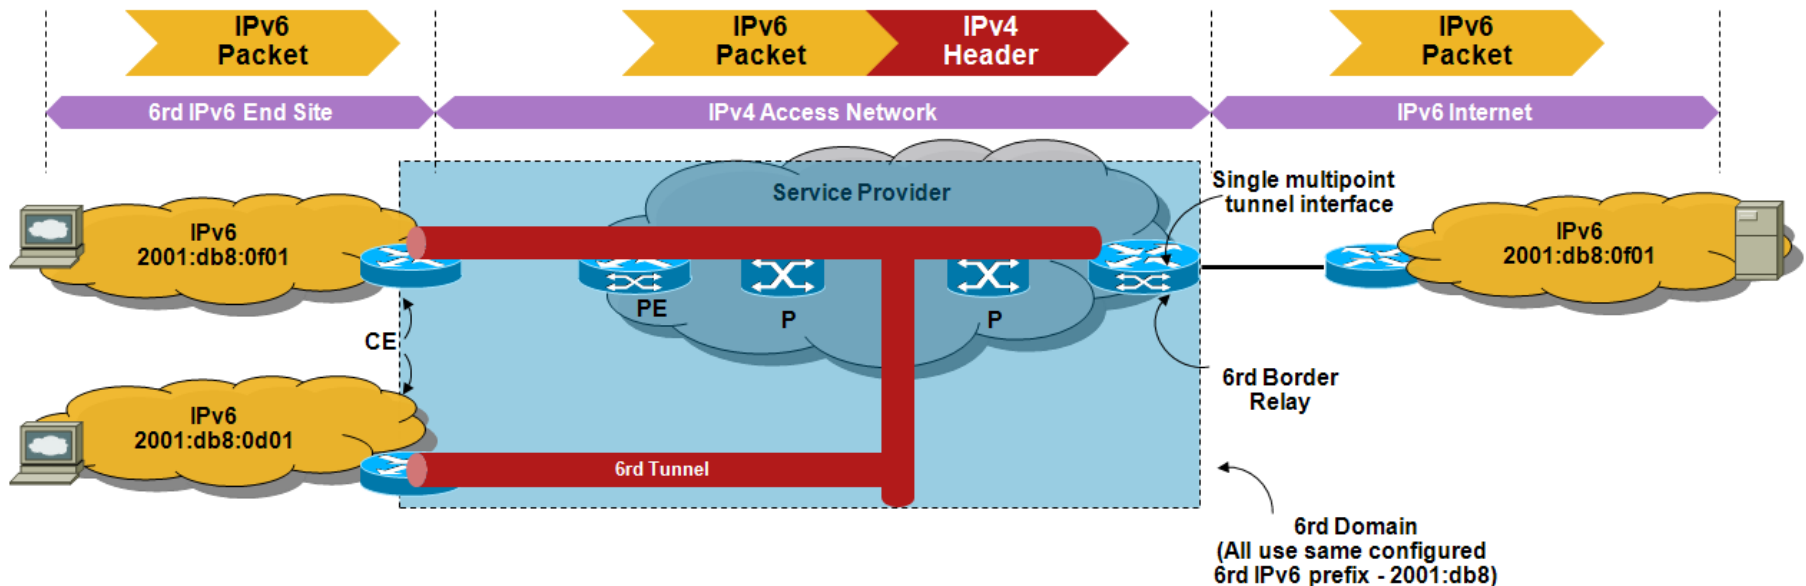 IPv6
Packet
IPv6
Packet
IPv4
Header
IPv6
Packet
6rd IPv6 End Site
IPv4 Access Network
IPv6 Internet
Service Provider
Single multipoint
tunnel interface
IPv6
2001:db8:0f01
IPv6
2001:db8:0f01
PE
P
P
CE
6rd Border
Relay
IPv6
2001:db8:0d01
6rd Tunnel
6rd Domain
(All use same configured
6rd IPv6 prefix - 2001:db8)